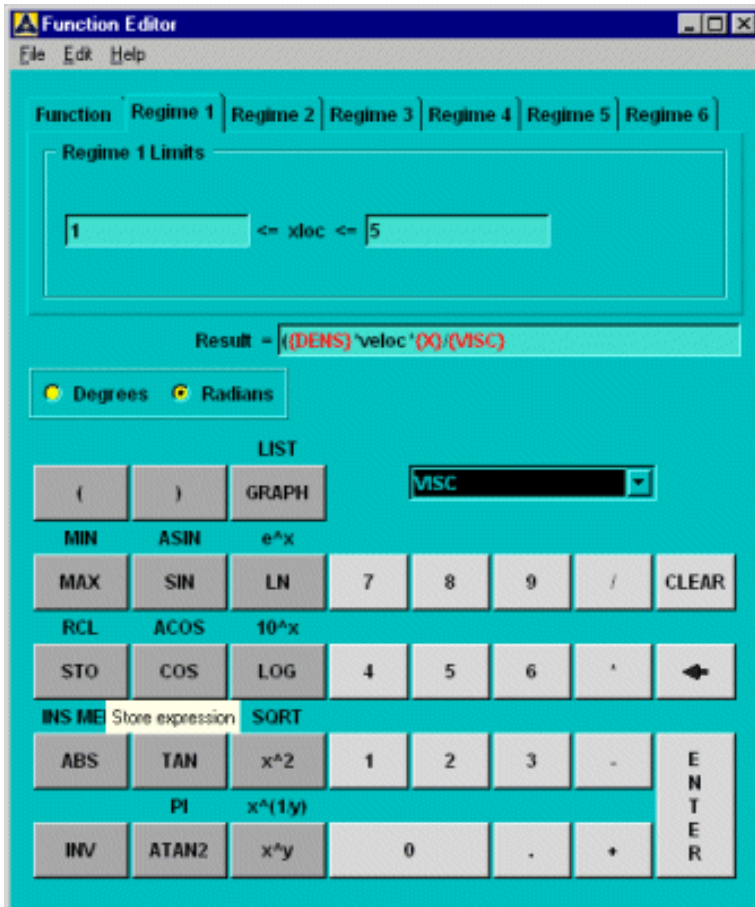 Function Editor
File Edit Help
Function Regime 1 Regime 2 Regime 3 Regime 4 Regime 5 Regime 6
Regime 1 Limits
1 <= xloc <= 5
Result = ({DENS}*veloc*{X}/{VISC}
Degrees Radians
LIST
( ) GRAPH VISC
MIN ASIN e^x
MAX SIN LN 7 8 9 / CLEAR
RCL ACOS 10^x
STO COS LOG 4 5 6 *
INS Store expression SQRT
ABS TAN x^2 1 2 3 - ENTER
PI x^(1/y)
INV ATAN2 x^y 0 . +